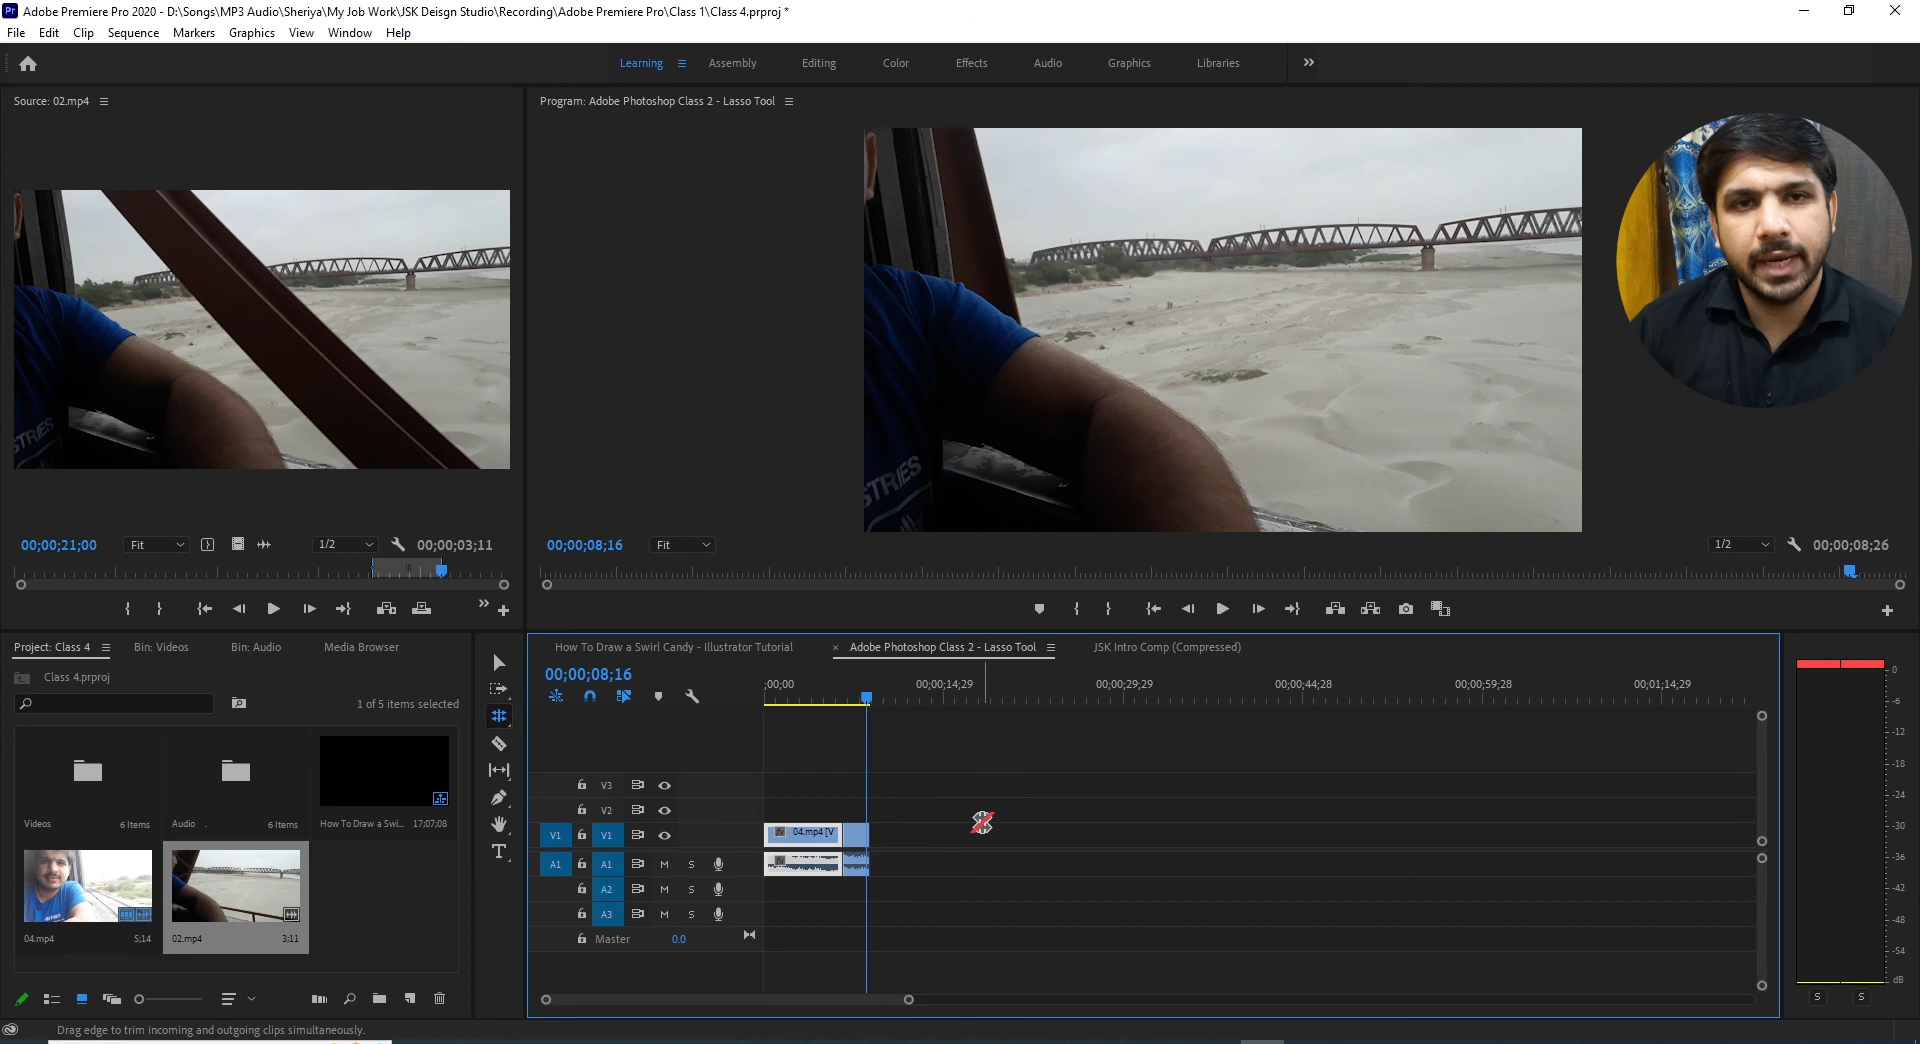 Pr Adobe Premiere Pro 2020 - D:\Songs\MP3 Audio\Sheriya\My Job Work\JSK Deisgn Studio\Recording\Adobe Premiere Pro\Class 1\Class 4.prproj *
File Edit Clip Sequence Markers Graphics View Window Help
Learning Assembly Editing Color Effects Audio Graphics Libraries
Source: 02.mp4
Program: Adobe Photoshop Class 2 - Lasso Tool
00;00;21;00 Fit 1/2 00;00;03;11
00;00;08;16 Fit 1/2 00;00;08;26
Project: Class 4 Bin: Videos Bin: Audio Media Browser
Class 4.prproj
1 of 5 items selected
Videos 6 Items
Audio 6 Items
How To Draw a Swi... 17;07;08
04.mp4 5;14
02.mp4 3;11
How To Draw a Swirl Candy - Illustrator Tutorial × Adobe Photoshop Class 2 - Lasso Tool JSK Intro Comp (Compressed)
00;00;08;16
;00;00 00;00;14;29 00;00;29;29 00;00;44;28 00;00;59;28 00;01;14;29
V3
V2
V1 V1 04.mp4 [V
A1 A1 M S
A2 M S
A3 M S
Master 0.0
0
-6
-12
-18
-24
-30
-36
-42
-48
-54
dB
S S
Drag edge to trim incoming and outgoing clips simultaneously.